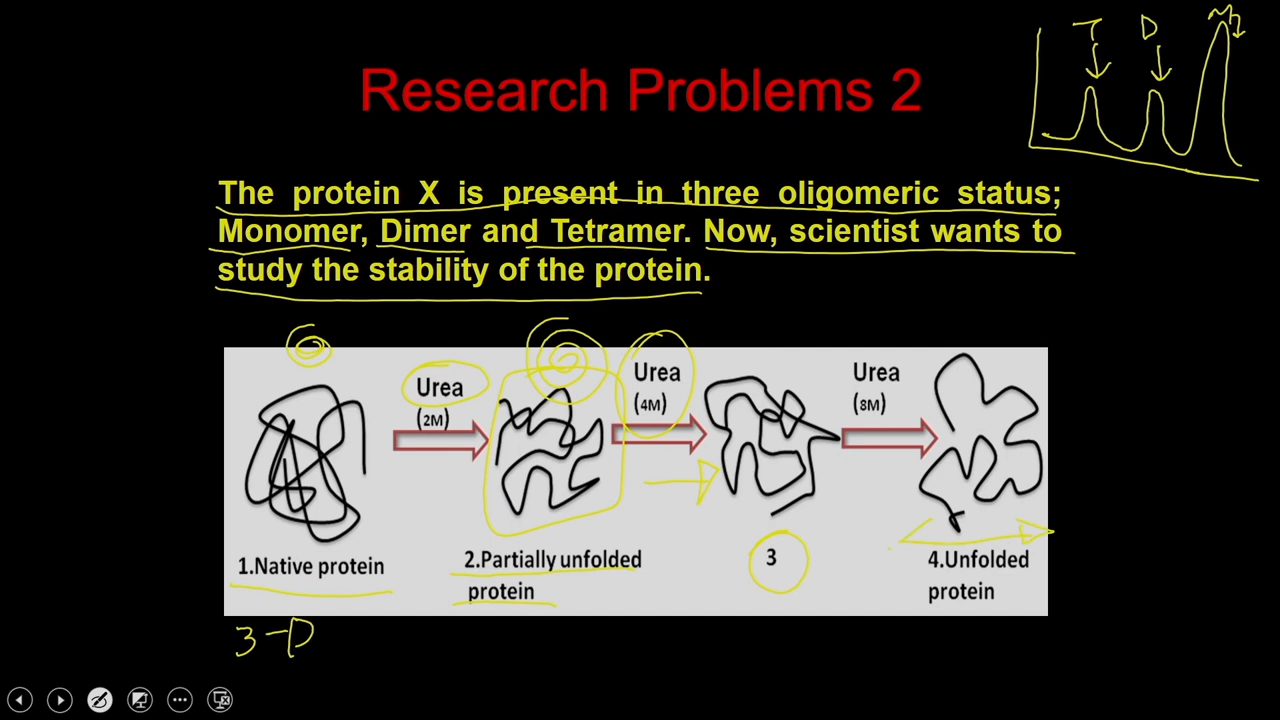 T D M
Research Problems 2
The protein X is present in three oligomeric status;
Monomer, Dimer and Tetramer. Now, scientist wants to
study the stability of the protein.
Urea
(2M)
Urea
(4M)
Urea
(8M)
1.Native protein
2.Partially unfolded
protein
3
4.Unfolded
protein
3-D